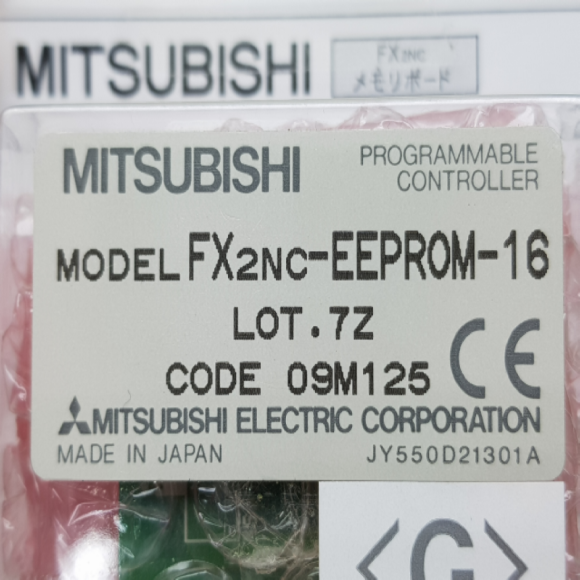 MITSUBISHI
FX2NC
メモリボード
MITSUBISHI
PROGRAMMABLE
CONTROLLER
MODEL FX2NC-EEPROM-16
LOT.7Z
CODE 09M125
CE
MITSUBISHI ELECTRIC CORPORATION
MADE IN JAPAN
JY550D21301A
<G>